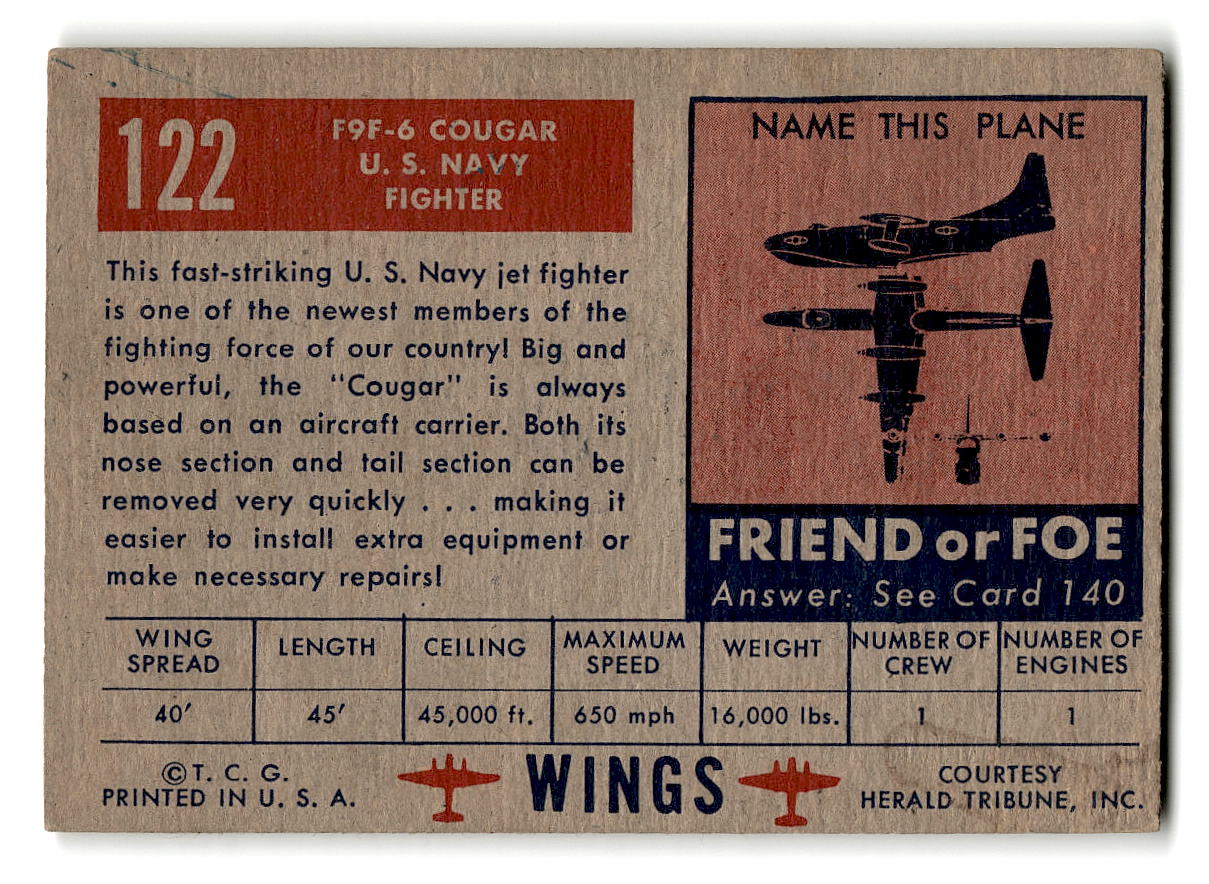 122
F9F-6 COUGAR
U. S. NAVY
FIGHTER
This fast-striking U. S. Navy jet fighter
is one of the newest members of the
fighting force of our country! Big and
powerful, the "Cougar" is always
based on an aircraft carrier. Both its
nose section and tail section can be
removed very quickly . . . making it
easier to install extra equipment or
make necessary repairs!
NAME THIS PLANE
FRIEND or FOE
Answer: See Card 140
WING SPREAD
LENGTH
CEILING
MAXIMUM SPEED
WEIGHT
NUMBER OF CREW
NUMBER OF ENGINES
40′
45′
45,000 ft.
650 mph
16,000 lbs.
1
1
©T. C. G.
PRINTED IN U. S. A.
WINGS
COURTESY
HERALD TRIBUNE, INC.